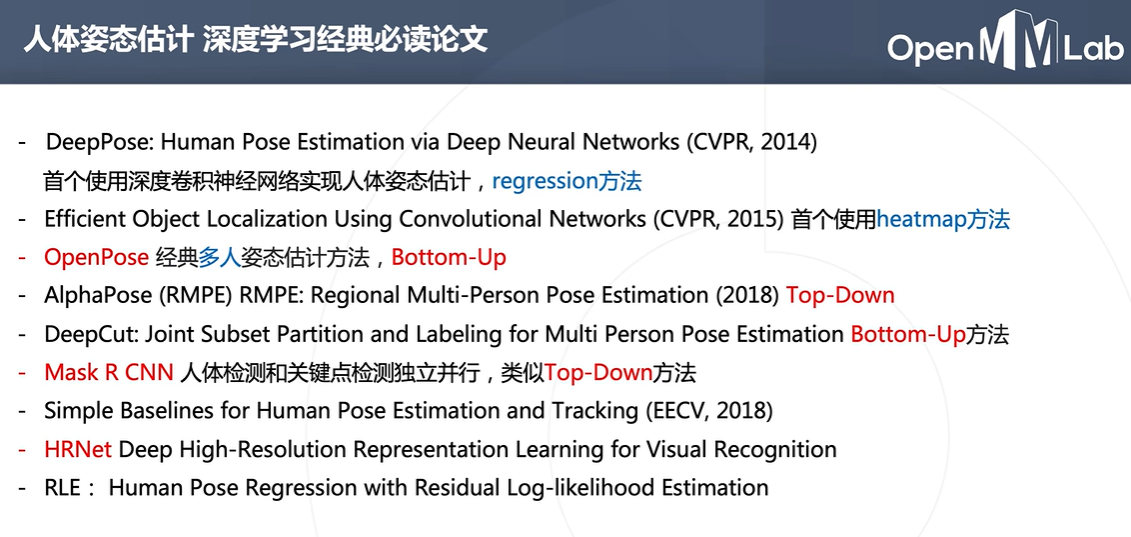 人体姿态估计 深度学习经典必读论文
OpenMMLab
- DeepPose: Human Pose Estimation via Deep Neural Networks (CVPR, 2014)
首个使用深度卷积神经网络实现人体姿态估计，regression方法
- Efficient Object Localization Using Convolutional Networks (CVPR, 2015) 首个使用heatmap方法
- OpenPose 经典多人姿态估计方法，Bottom-Up
- AlphaPose (RMPE) RMPE: Regional Multi-Person Pose Estimation (2018) Top-Down
- DeepCut: Joint Subset Partition and Labeling for Multi Person Pose Estimation Bottom-Up方法
- Mask R CNN 人体检测和关键点检测独立并行，类似Top-Down方法
- Simple Baselines for Human Pose Estimation and Tracking (EECV, 2018)
- HRNet Deep High-Resolution Representation Learning for Visual Recognition
- RLE： Human Pose Regression with Residual Log-likelihood Estimation